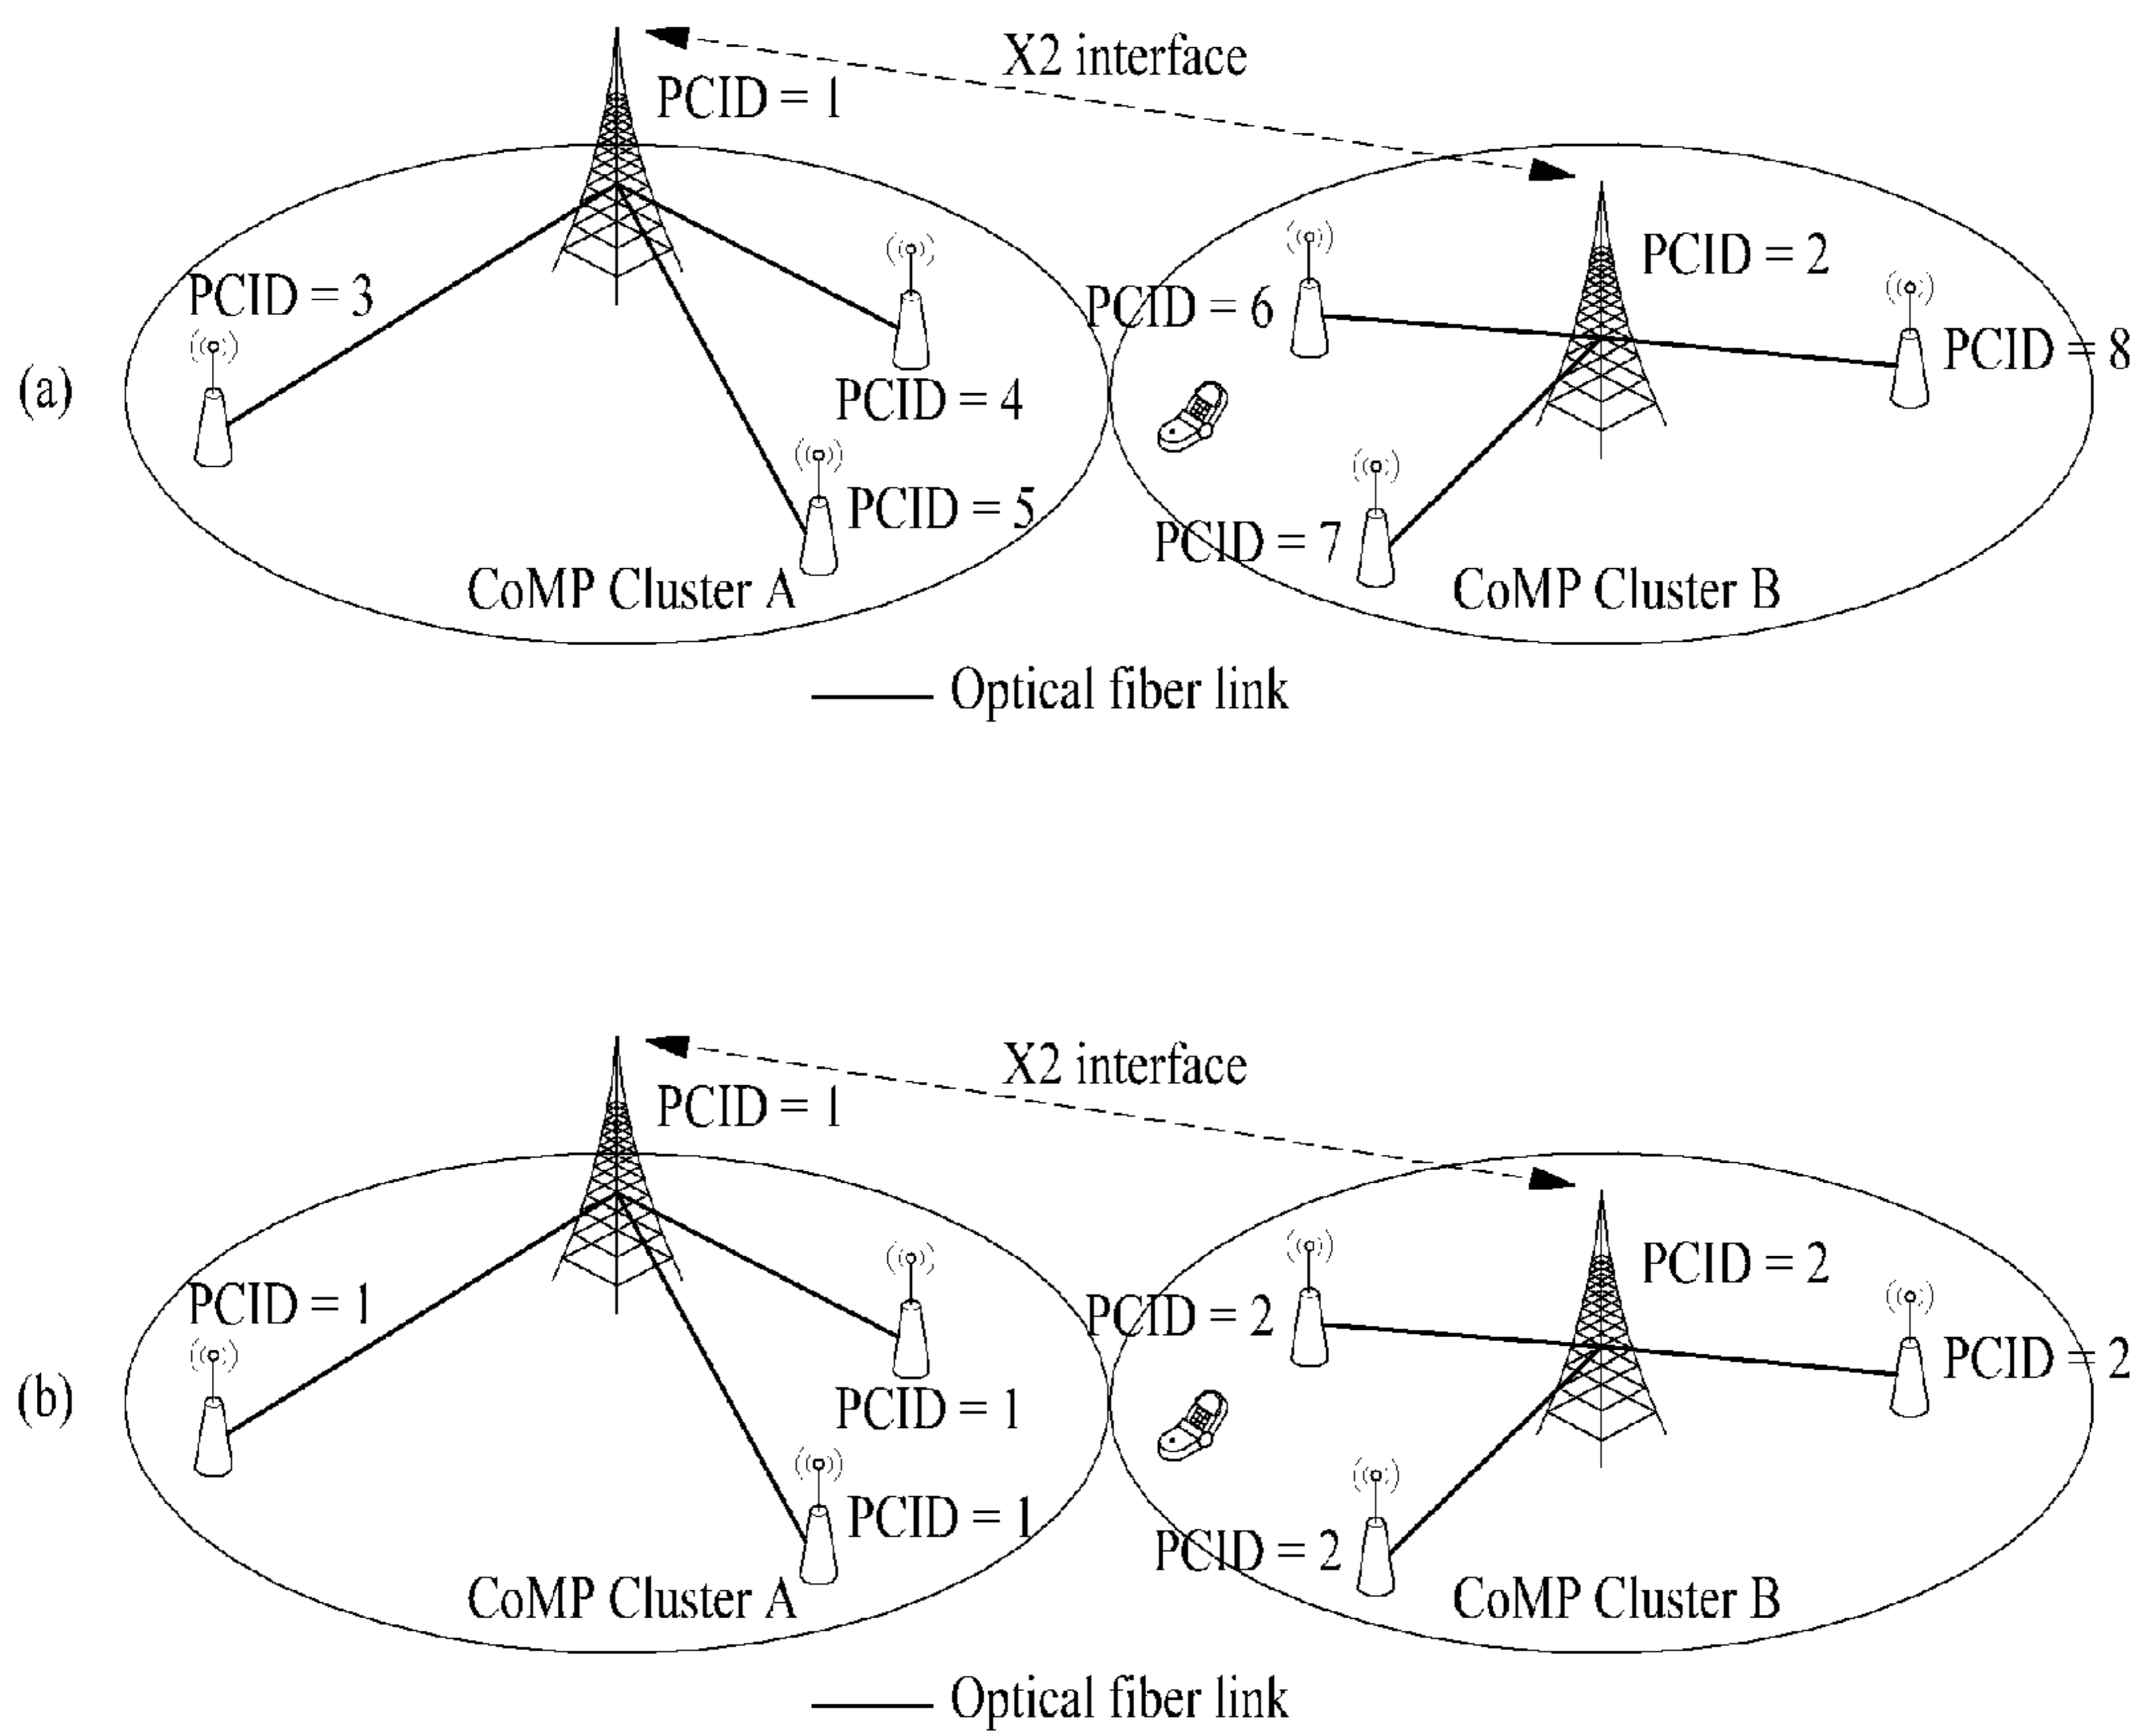 X2 interface
PCID = 1
PCID = 2
PCID = 3
PCID = 6
PCID = 8
(a)
PCID = 4
PCID = 5
PCID = 7
CoMP Cluster A
CoMP Cluster B
Optical fiber link
X2 interface
PCID = 1
PCID = 2
PCID = 1
PCID = 2
PCID = 2
(b)
PCID = 1
PCID = 1
PCID = 2
CoMP Cluster A
CoMP Cluster B
Optical fiber link